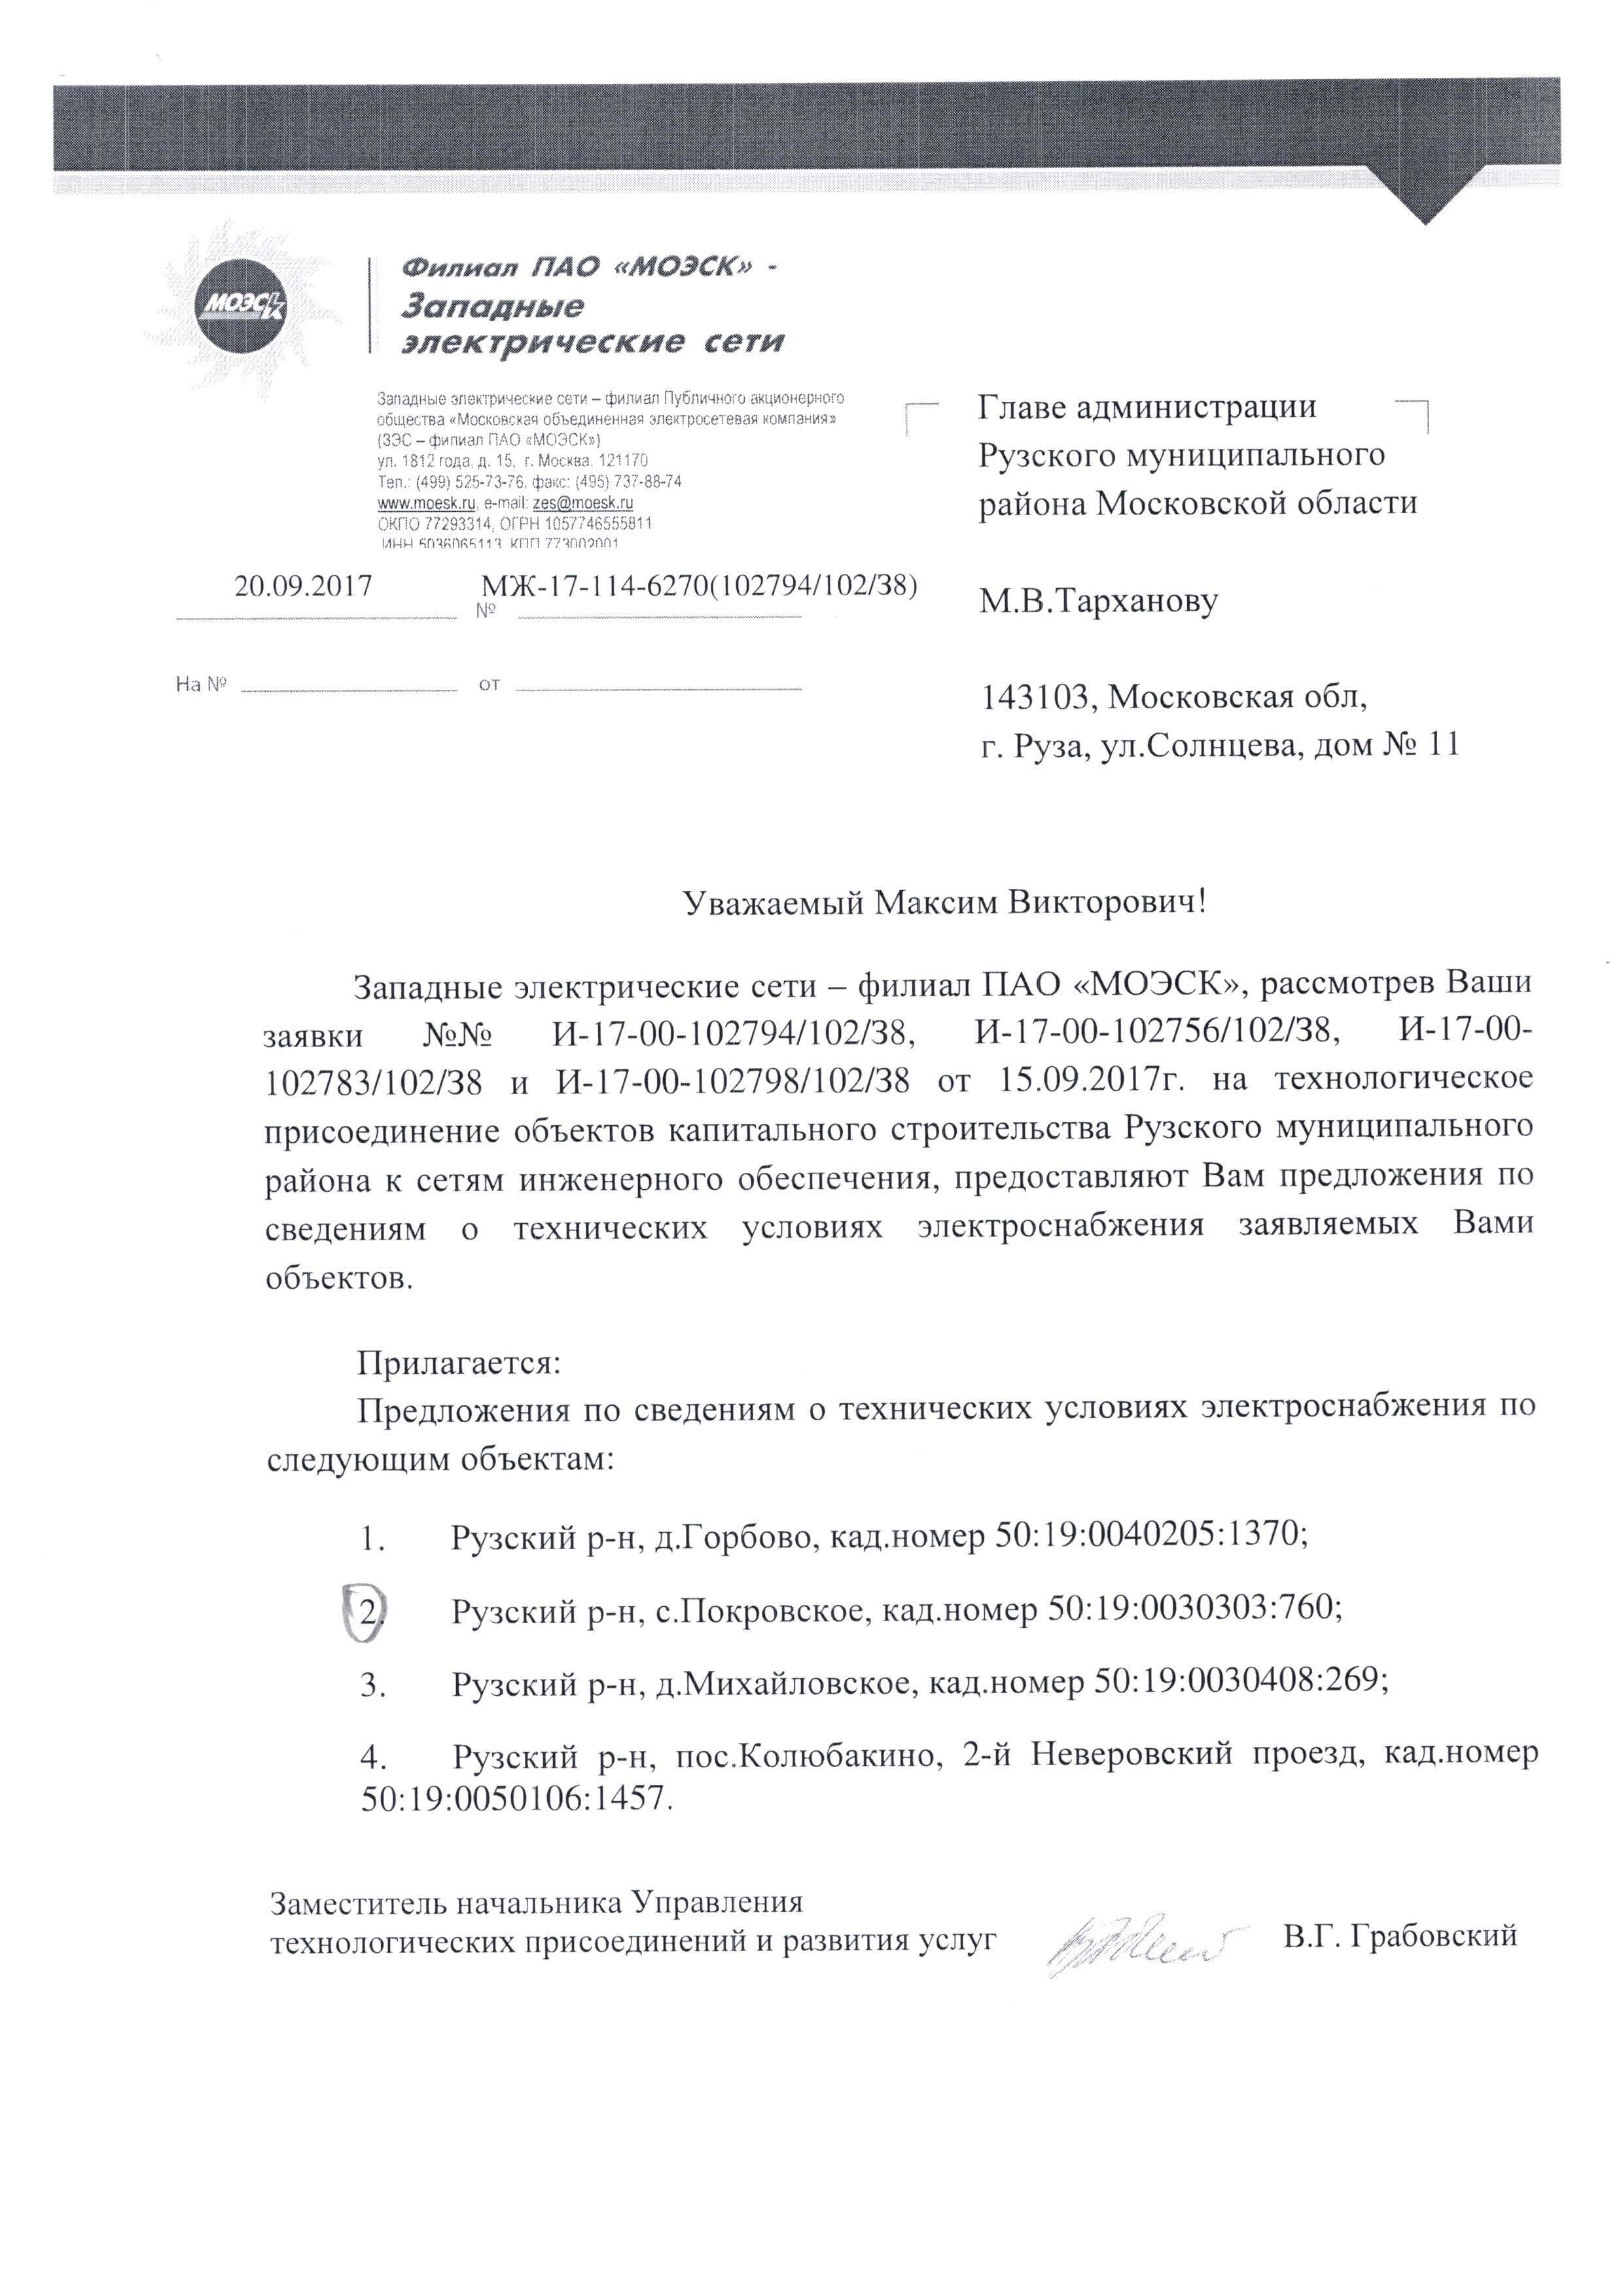 МОЭСК
Филиал ПАО «МОЭСК» -
Западные
электрические сети
Западные электрические сети – филиал Публичного акционерного
общества «Московская объединенная электросетевая компания»
(ЗЭС – филиал ПАО «МОЭСК»)
ул. 1812 года, д. 15, г. Москва, 121170
Тел.: (499) 525-73-76, факс: (495) 737-88-74
www.moesk.ru, e-mail: zes@moesk.ru
ОКПО 77293314, ОГРН 1057746555811
ИНН 5036065113, КПП 773002001
20.09.2017 МЖ-17-114-6270(102794/102/38)
№
На № от
Главе администрации
Рузского муниципального
района Московской области
М.В.Тарханову
143103, Московская обл,
г. Руза, ул.Солнцева, дом № 11
Уважаемый Максим Викторович!
Западные электрические сети – филиал ПАО «МОЭСК», рассмотрев Ваши
заявки №№ И-17-00-102794/102/38, И-17-00-102756/102/38, И-17-00-
102783/102/38 и И-17-00-102798/102/38 от 15.09.2017г. на технологическое
присоединение объектов капитального строительства Рузского муниципального
района к сетям инженерного обеспечения, предоставляют Вам предложения по
сведениям о технических условиях электроснабжения заявляемых Вами
объектов.
Прилагается:
Предложения по сведениям о технических условиях электроснабжения по
следующим объектам:
1. Рузский р-н, д.Горбово, кад.номер 50:19:0040205:1370;
2. Рузский р-н, с.Покровское, кад.номер 50:19:0030303:760;
3. Рузский р-н, д.Михайловское, кад.номер 50:19:0030408:269;
4. Рузский р-н, пос.Колюбакино, 2-й Неверовский проезд, кад.номер
50:19:0050106:1457.
Заместитель начальника Управления
технологических присоединений и развития услуг В.Г. Грабовский